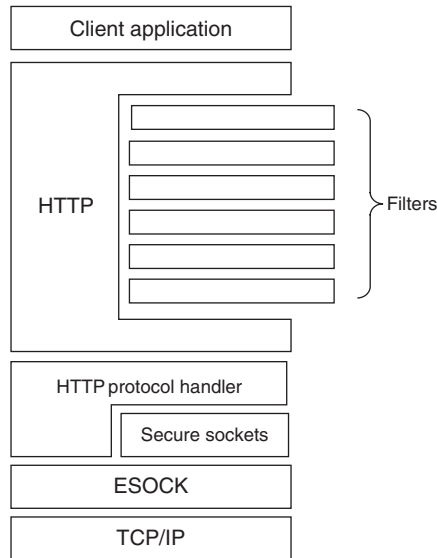 Client application
HTTP
Filters
HTTP protocol handler
Secure sockets
ESOCK
TCP/IP